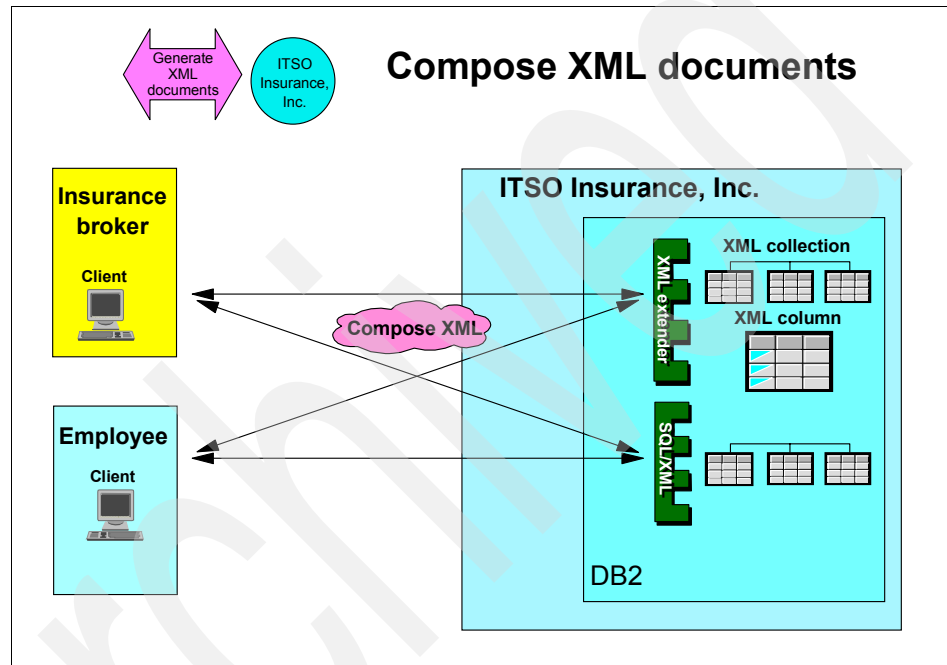 Generate
XML
documents
ITSO
Insurance,
Inc.
Compose XML documents
Insurance
broker
Client
Compose XML
Employee
Client
ITSO Insurance, Inc.
XML extender
XML collection
XML column
SQL/XML
DB2
rchived